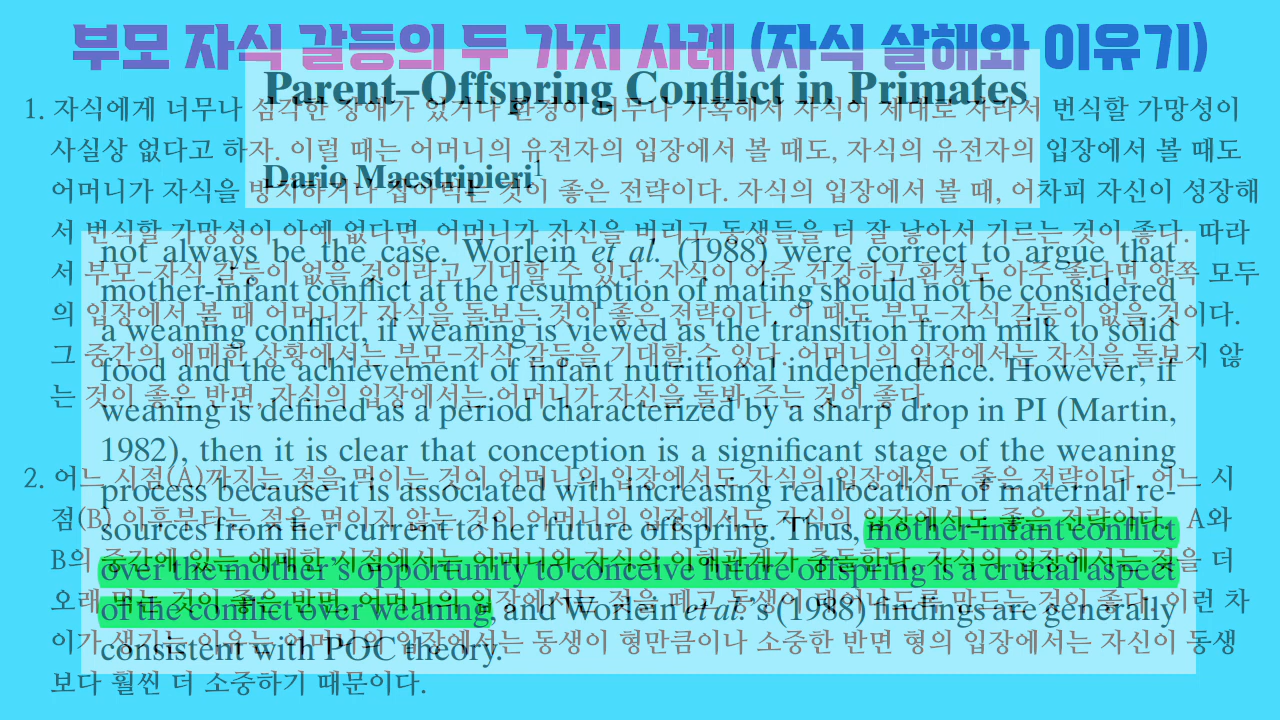 부모 자식 갈등의 두 가지 사례 (자식 살해와 이유기)
Parent–Offspring Conflict in Primates
Dario Maestripieri1
1. 자식에게 너무나 심각한 장애가 있거나 환경이 너무나 가혹해서 자식이 제대로 자라서 번식할 가망성이
사실상 없다고 하자. 이럴 때는 어머니의 유전자의 입장에서 볼 때도, 자식의 유전자의 입장에서 볼 때도
어머니가 자식을 방치하거나 잡아먹는 것이 좋은 전략이다. 자식의 입장에서 볼 때, 어차피 자신이 성장해
서 번식할 가망성이 아예 없다면, 어머니가 자신을 버리고 동생들을 더 잘 낳아서 기르는 것이 좋다. 따라
서 부모-자식 갈등이 없을 것이라고 기대할 수 있다. 자식이 아주 건강하고 환경도 아주 좋다면 양쪽 모두
의 입장에서 볼 때 어머니가 자식을 돌보는 것이 좋은 전략이다. 이 때도 부모-자식 갈등이 없을 것이다.
그 중간의 애매한 상황에서는 부모-자식 갈등을 기대할 수 있다. 어머니의 입장에서는 자식을 돌보지 않
는 것이 좋은 반면, 자식의 입장에서는 어머니가 자신을 돌봐 주는 것이 좋다.
2. 어느 시점(A)까지는 젖을 먹이는 것이 어머니의 입장에서도 자식의 입장에서도 좋은 전략이다. 어느 시
점(B) 이후부터는 젖을 먹이지 않는 것이 어머니의 입장에서도 자식의 입장에서도 좋은 전략이다. A와
B의 중간에 있는 애매한 시점에서는 어머니와 자식의 이해관계가 충돌한다. 자식의 입장에서는 젖을 더
오래 먹는 것이 좋은 반면, 어머니의 입장에서는 젖을 떼고 동생이 태어나도록 만드는 것이 좋다. 이런 차
이가 생기는 이유는 어머니의 입장에서는 동생이 형만큼이나 소중한 반면 형의 입장에서는 자신이 동생
보다 훨씬 더 소중하기 때문이다.
not always be the case. Worlein et al. (1988) were correct to argue that
mother-infant conflict at the resumption of mating should not be considered
a weaning conflict, if weaning is viewed as the transition from milk to solid
food and the achievement of infant nutritional independence. However, if
weaning is defined as a period characterized by a sharp drop in PI (Martin,
1982), then it is clear that conception is a significant stage of the weaning
process because it is associated with increasing reallocation of maternal re-
sources from her current to her future offspring. Thus, mother-infant conflict
over the mother's opportunity to conceive future offspring is a crucial aspect
of the conflict over weaning, and Worlein et al.'s (1988) findings are generally
consistent with POC theory.